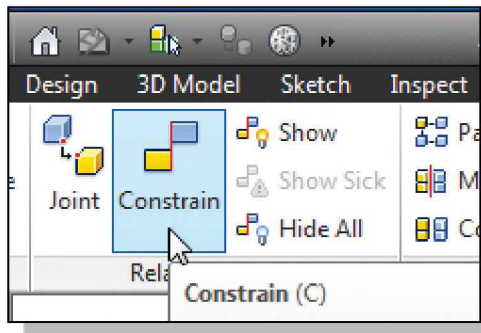 Design 3D Model Sketch Inspect
Show
Show Sick
Joint Constrain
Hide All
Constrain (C)